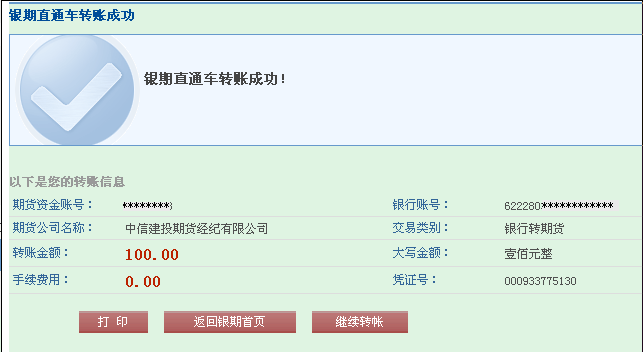 银期直通车转账成功
银期直通车转账成功！
以下是您的转账信息
期货资金账号： ******** 银行账号： 622280************
期货公司名称： 中信建投期货经纪有限公司 交易类别： 银行转期货
转账金额： 100.00 大写金额： 壹佰元整
手续费用： 0.00 凭证号： 000933775130
打 印 返回银期首页 继续转帐